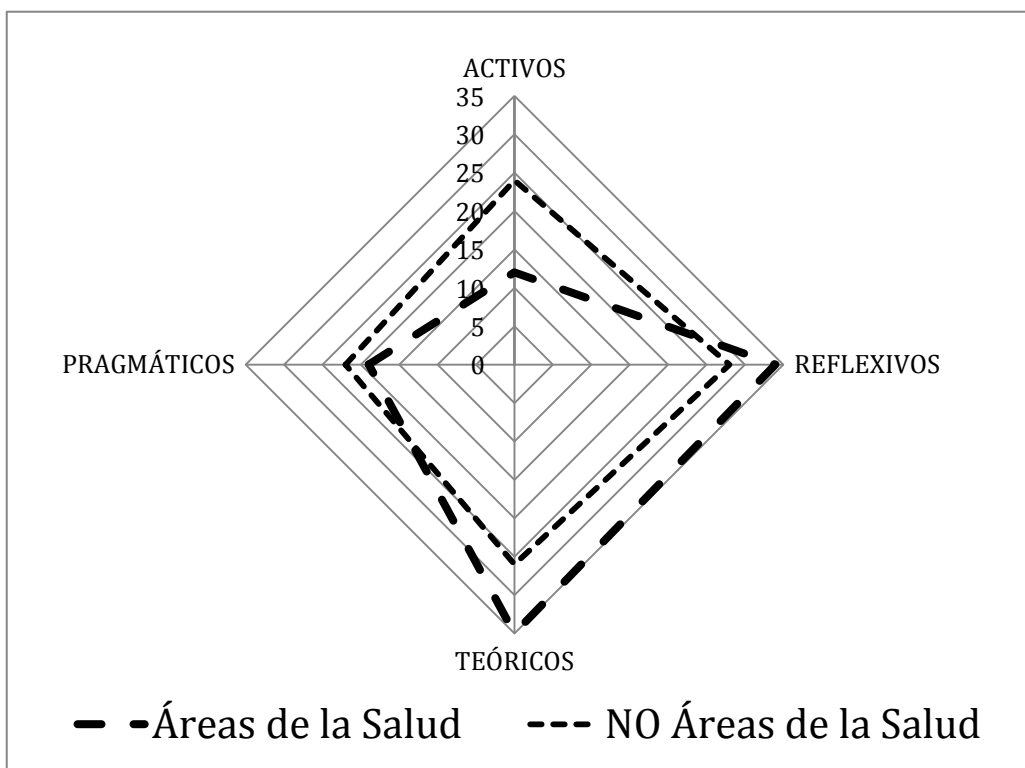 ACTIVOS
35
30
25
20
15
10
5
0
PRAGMÁTICOS
REFLEXIVOS
TEÓRICOS
Áreas de la Salud
NO Áreas de la Salud